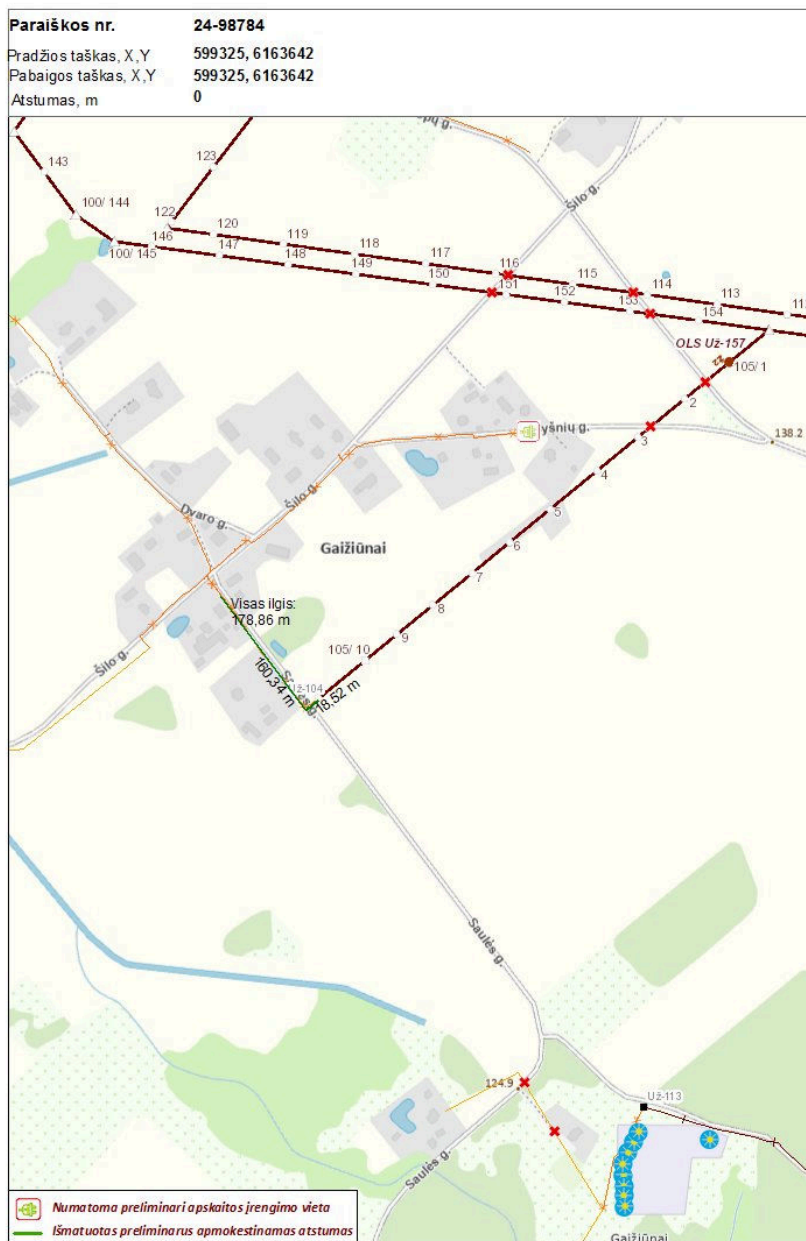 Paraiškos nr. 24-98784
Pradžios taškas, X,Y 599325, 6163642
Pabaigos taškas, X,Y 599325, 6163642
Atstumas, m 0
143
123
100/ 144
122
120
119
118
117
116
115
114
113
Šilo g.
100/ 145
146
147
148
149
150
151
152
153
154
OLS Už-157
22
105/ 1
2
3
yšnių g.
138.2
4
5
6
7
8
9
105/ 10
Šilo g.
Dvaro g.
Gaižiūnai
Visas ilgis:
178,86 m
160,34 m
18,52 m
Už-104
Šilo g.
Saulės g.
124.9
Už-113
Saulės g.
Gaižiūnai
Numatoma preliminari apskaitos įrengimo vieta
Išmatuotas preliminarus apmokestinamas atstumas